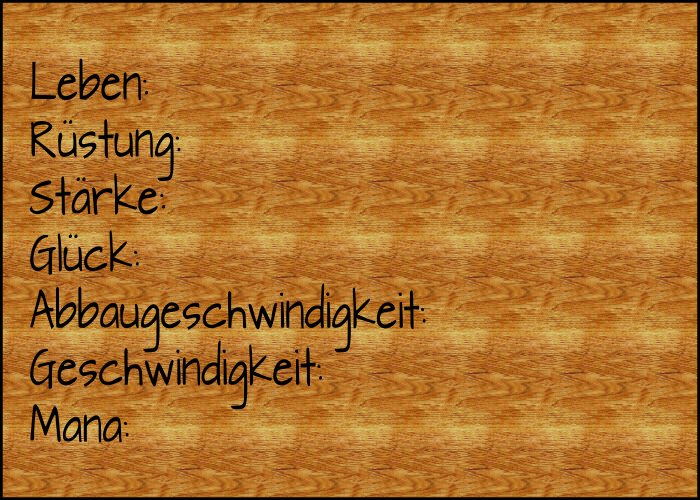 Leben:
Rüstung:
Stärke:
Glück:
Abbaugeschwindigkeit:
Geschwindigkeit:
Mana: